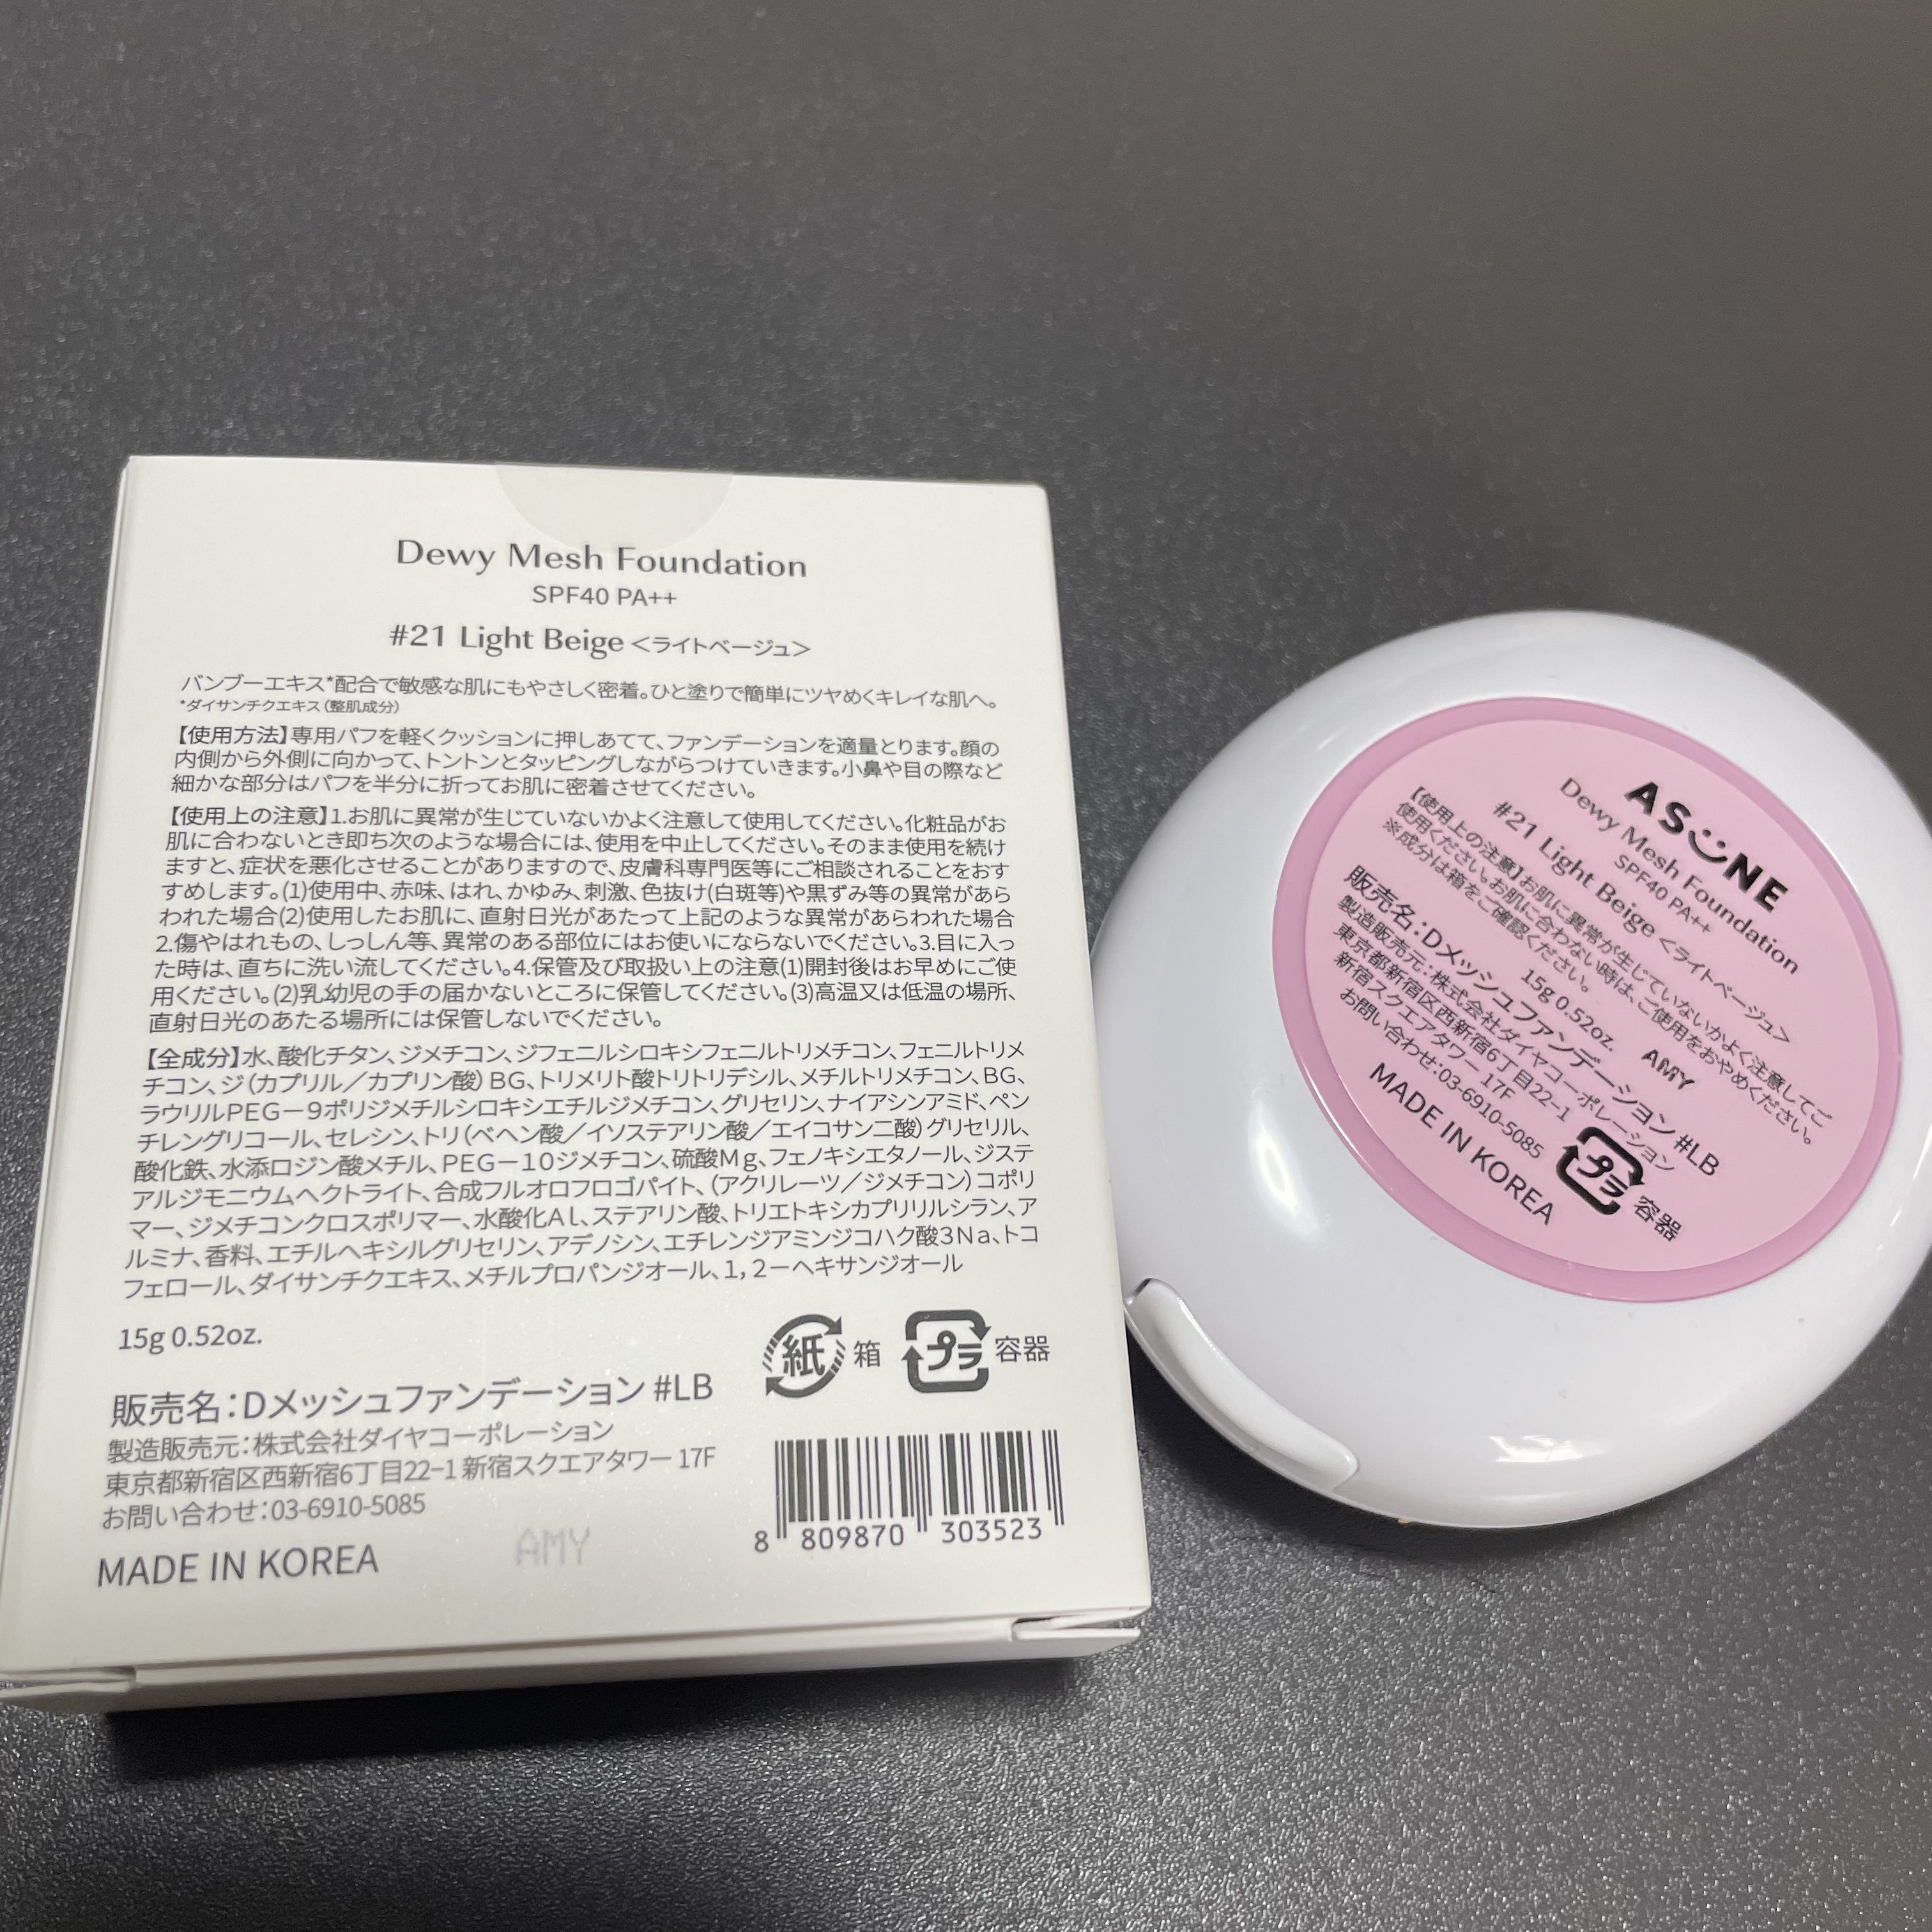 Dewy Mesh Foundation
SPF40 PA++
#21 Light Beige＜ライトベージュ＞
バンブーエキス*配合で敏感な肌にもやさしく密着。ひと塗りで簡単にツヤめくキレイな肌へ。
*ダイサンチクエキス（整肌成分）
【使用方法】専用パフを軽くクッションに押しあてて、ファンデーションを適量とります。顔の
内側から外側に向かって、トントンとタッピングしながらつけていきます。小鼻や目の際など
細かな部分はパフを半分に折ってお肌に密着させてください。
【使用上の注意】1.お肌に異常が生じていないかよく注意して使用してください。化粧品がお
肌に合わないとき即ち次のような場合には、使用を中止してください。そのまま使用を続け
ますと、症状を悪化させることがありますので、皮膚科専門医等にご相談されることをおす
すめします。(1)使用中、赤味、はれ、かゆみ、刺激、色抜け(白斑等)や黒ずみ等の異常があら
われた場合(2)使用したお肌に、直射日光があたって上記のような異常があらわれた場合
2.傷やはれもの、しっしん等、異常のある部位にはお使いにならないでください。3.目に入っ
た時は、直ちに洗い流してください。4.保管及び取扱い上の注意(1)開封後はお早めにご使
用ください。(2)乳幼児の手の届かないところに保管してください。(3)高温又は低温の場所、
直射日光のあたる場所には保管しないでください。
【全成分】水、酸化チタン、ジメチコン、ジフェニルシロキシフェニルトリメチコン、フェニルトリメ
チコン、ジ（カプリル／カプリン酸）BG、トリメリト酸トリトリデシル、メチルトリメチコン、BG、
ラウリルPEG－9ポリジメチルシロキシエチルジメチコン、グリセリン、ナイアシンアミド、ペン
チレングリコール、セレシン、トリ（ベヘン酸／イソステアリン酸／エイコサン二酸）グリセリル、
酸化鉄、水添ロジン酸メチル、PEG－10ジメチコン、硫酸Mg、フェノキシエタノール、ジステ
アルジモニウムヘクトライト、合成フルオロフロゴパイト、（アクリレーツ／ジメチコン）コポリ
マー、ジメチコンクロスポリマー、水酸化Al、ステアリン酸、トリエトキシカプリリルシラン、ア
ルミナ、香料、エチルヘキシルグリセリン、アデノシン、エチレンジアミンジコハク酸3Na、トコ
フェロール、ダイサンチクエキス、メチルプロパンジオール、1，2－ヘキサンジオール
15g 0.52oz.
紙 箱 プラ 容器
販売名：Dメッシュファンデーション #LB
製造販売元：株式会社ダイヤコーポレーション
東京都新宿区西新宿6丁目22-1 新宿スクエアタワー 17F
お問い合わせ：03-6910-5085
MADE IN KOREA
AMY
8 809870 303523
ASUNE
Dewy Mesh Foundation
SPF40 PA++
#21 Light Beige＜ライトベージュ＞
【使用上の注意】お肌に異常が生じていないかよく注意してご
使用ください。お肌に合わない時は、ご使用をおやめください。
※成分は箱をご確認ください。
15g 0.52oz. AMY
販売名：Dメッシュファンデーション #LB
製造販売元：株式会社ダイヤコーポレーション
東京都新宿区西新宿6丁目22-1
新宿スクエアタワー 17F
お問い合わせ：03-6910-5085
プラ 容器
MADE IN KOREA